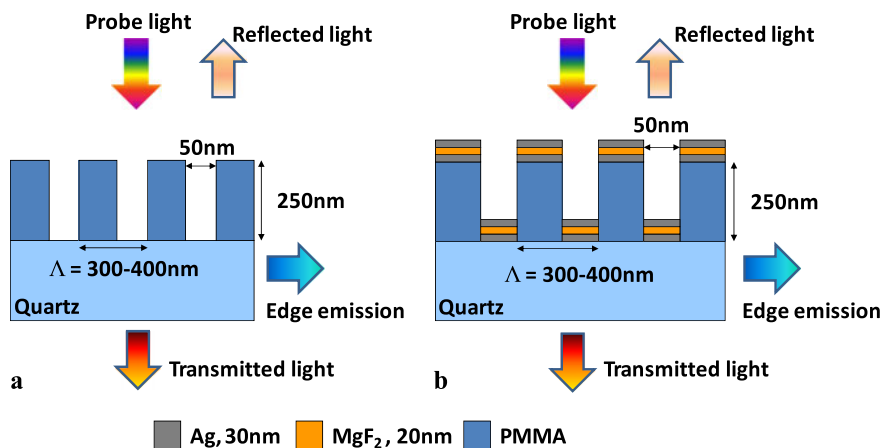 Probe light
Reflected light
50nm
250nm
Λ = 300-400nm
Quartz
Edge emission
Transmitted light
a
Probe light
Reflected light
50nm
250nm
Λ = 300-400nm
Quartz
Edge emission
Transmitted light
b
Ag, 30nm
MgF₂, 20nm
PMMA